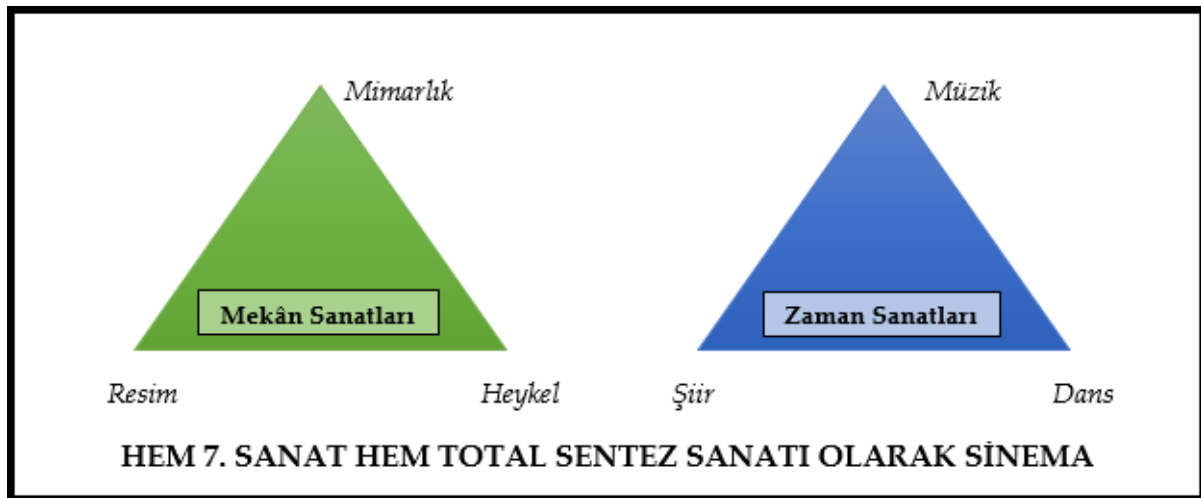 Mimarlık
Müzik
Mekân Sanatları
Zaman Sanatları
Resim
Heykel
Şiir
Dans
HEM 7. SANAT HEM TOTAL SENTEZ SANATI OLARAK SİNEMA